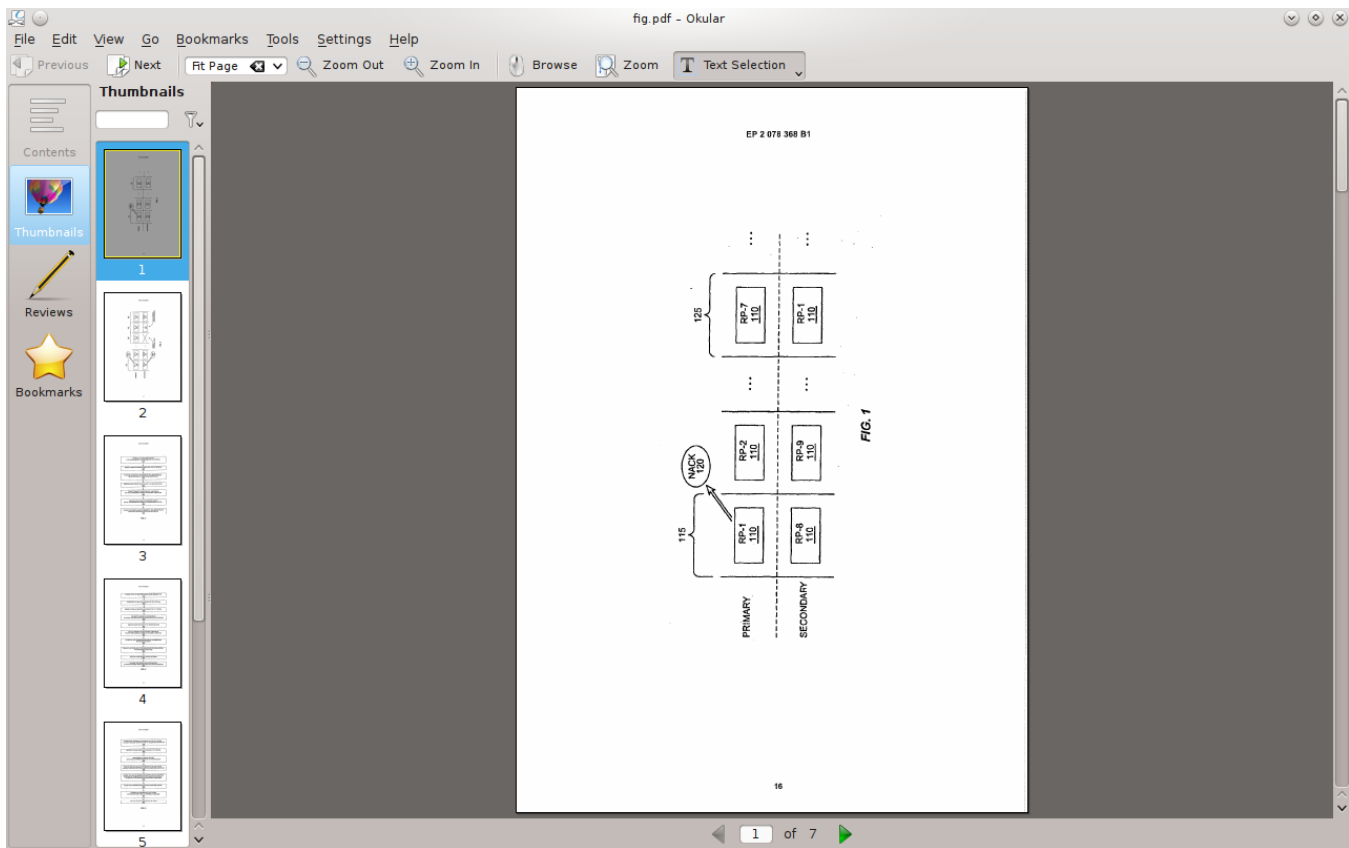 fig.pdf – Okular
File Edit View Go Bookmarks Tools Settings Help
Previous Next Fit Page Zoom Out Zoom In Browse Zoom T Text Selection
Contents
Thumbnails
Reviews
Bookmarks
Thumbnails
1
2
3
4
5
EP 2 078 368 B1
115
125
NACK
120
PRIMARY
RP-1
110
RP-2
110
...
RP-7
110
...
SECONDARY
RP-8
110
RP-9
110
...
RP-1
110
...
FIG. 1
16
1 of 7